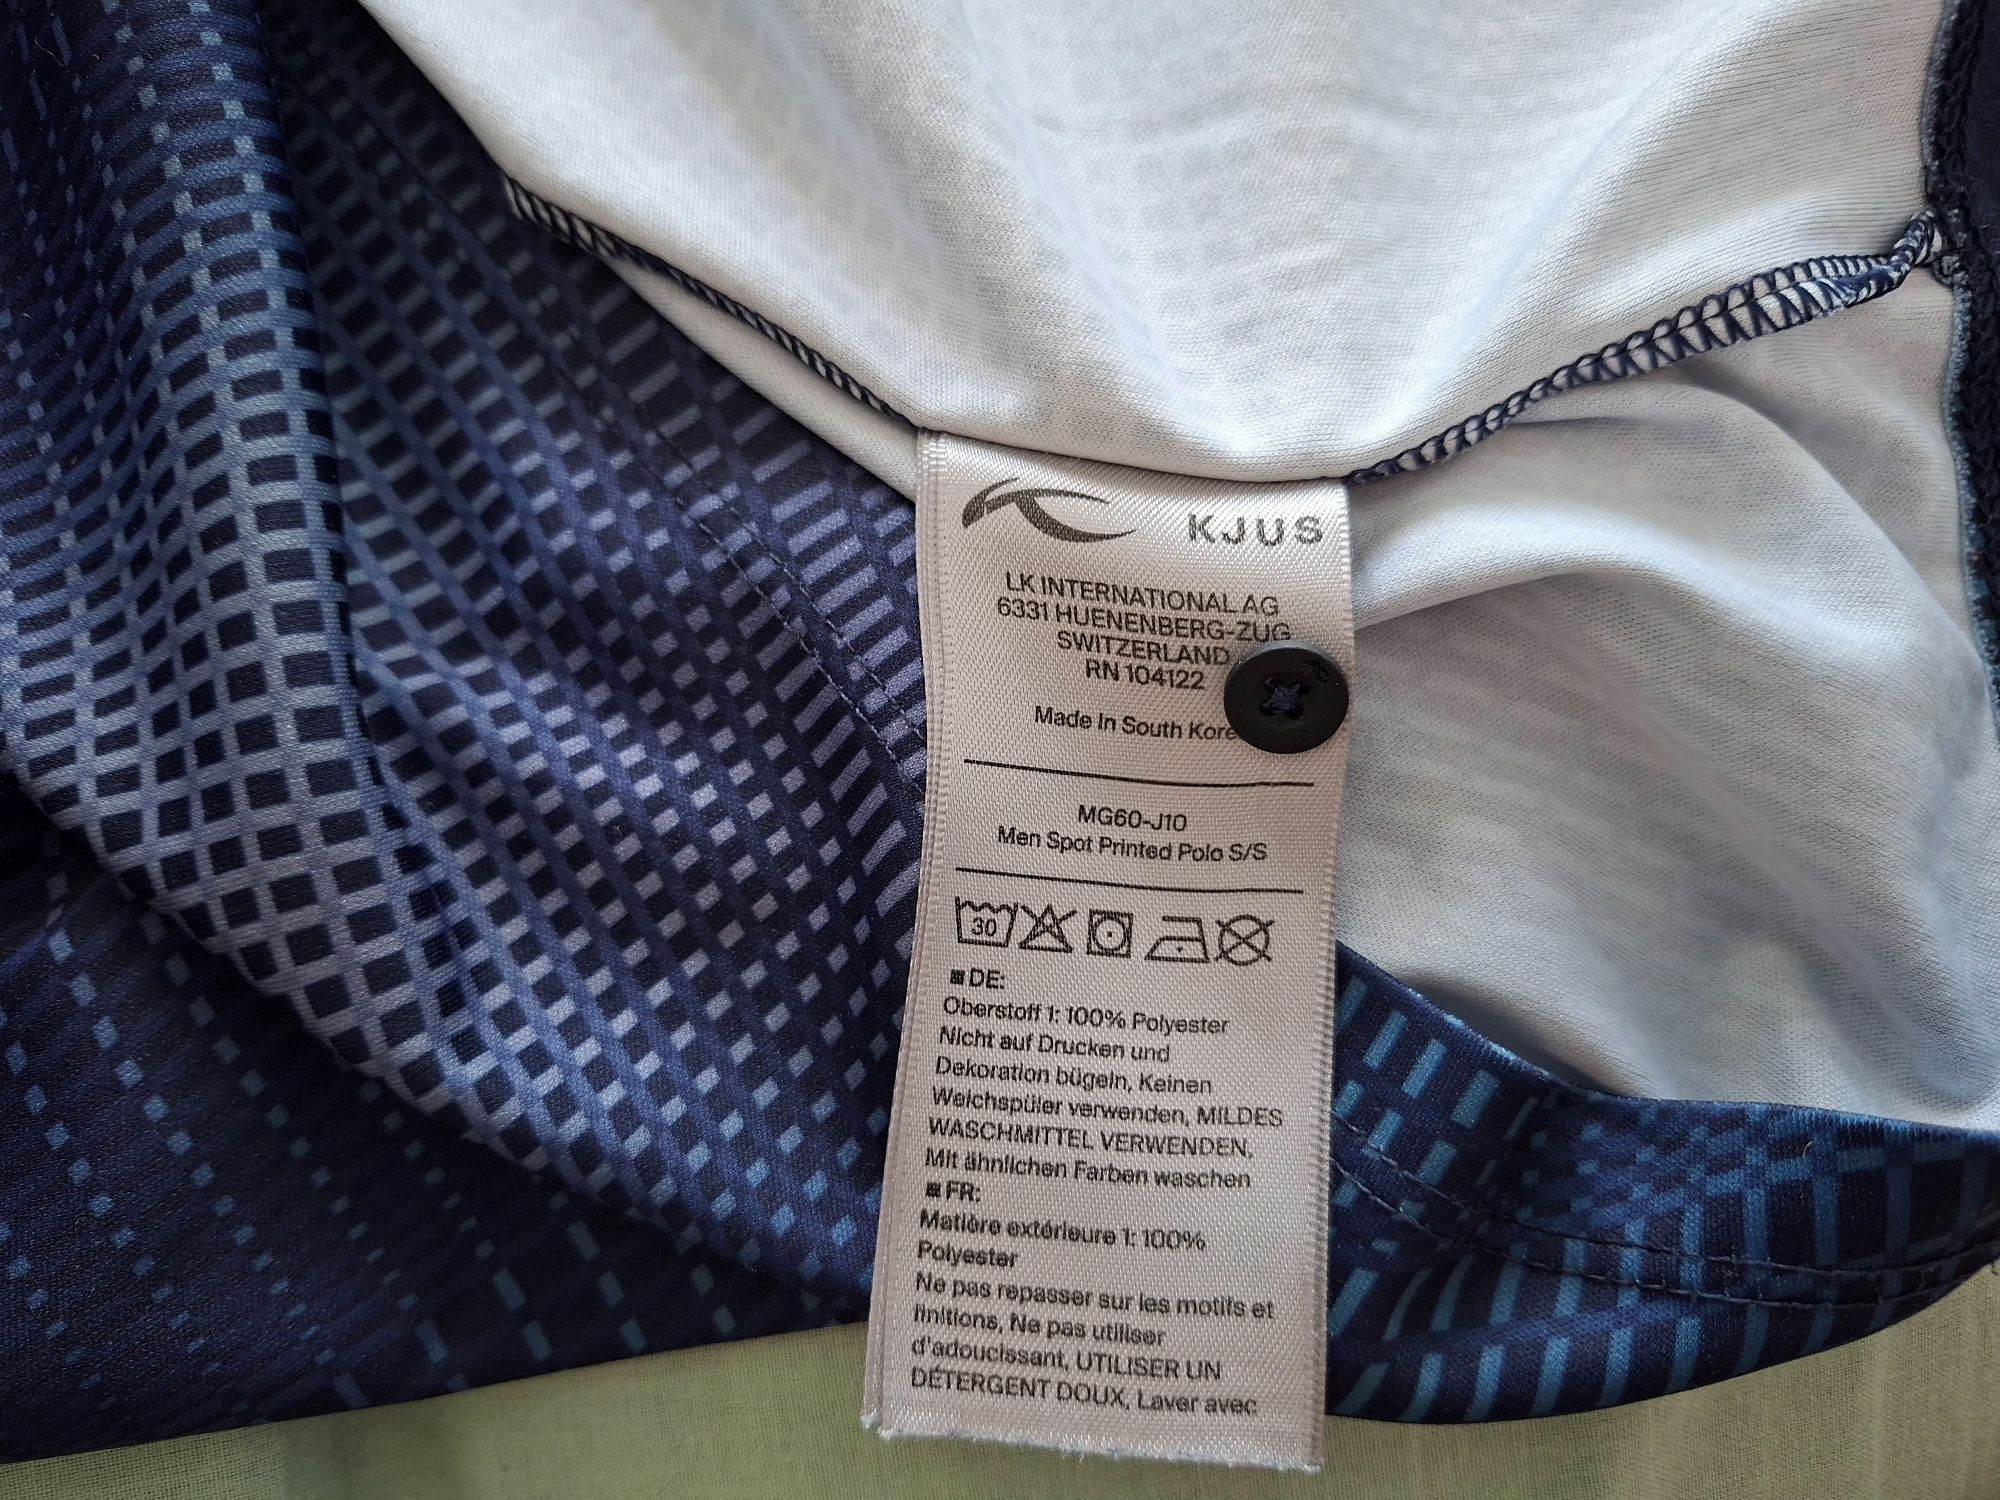 KJUS
LK INTERNATIONAL AG
6331 HUENENBERG-ZUG
SWITZERLAND
RN 104122
Made In South Kore
MG60-J10
Men Spot Printed Polo S/S
30
DE:
Oberstoff 1: 100% Polyester
Nicht auf Drucken und
Dekoration bügeln, Keinen
Weichspüler verwenden, MILDES
WASCHMITTEL VERWENDEN,
Mit ähnlichen Farben waschen
FR:
Matière extérieure 1: 100%
Polyester
Ne pas repasser sur les motifs et
finitions, Ne pas utiliser
d'adoucissant, UTILISER UN
DÉTERGENT DOUX, Laver avec